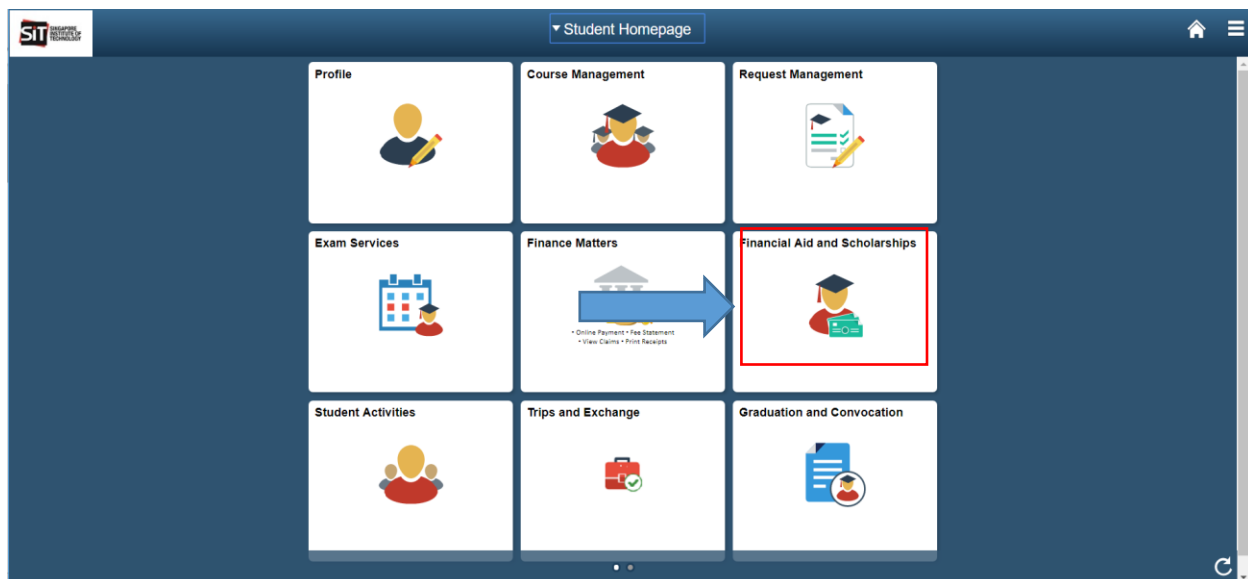 SiT SINGAPORE
INSTITUTE OF
TECHNOLOGY
Student Homepage
Profile
Course Management
Request Management
Exam Services
Finance Matters
Financial Aid and Scholarships
• Online Payment • Fee Statement
• View Claims • Print Receipts
Student Activities
Trips and Exchange
Graduation and Convocation